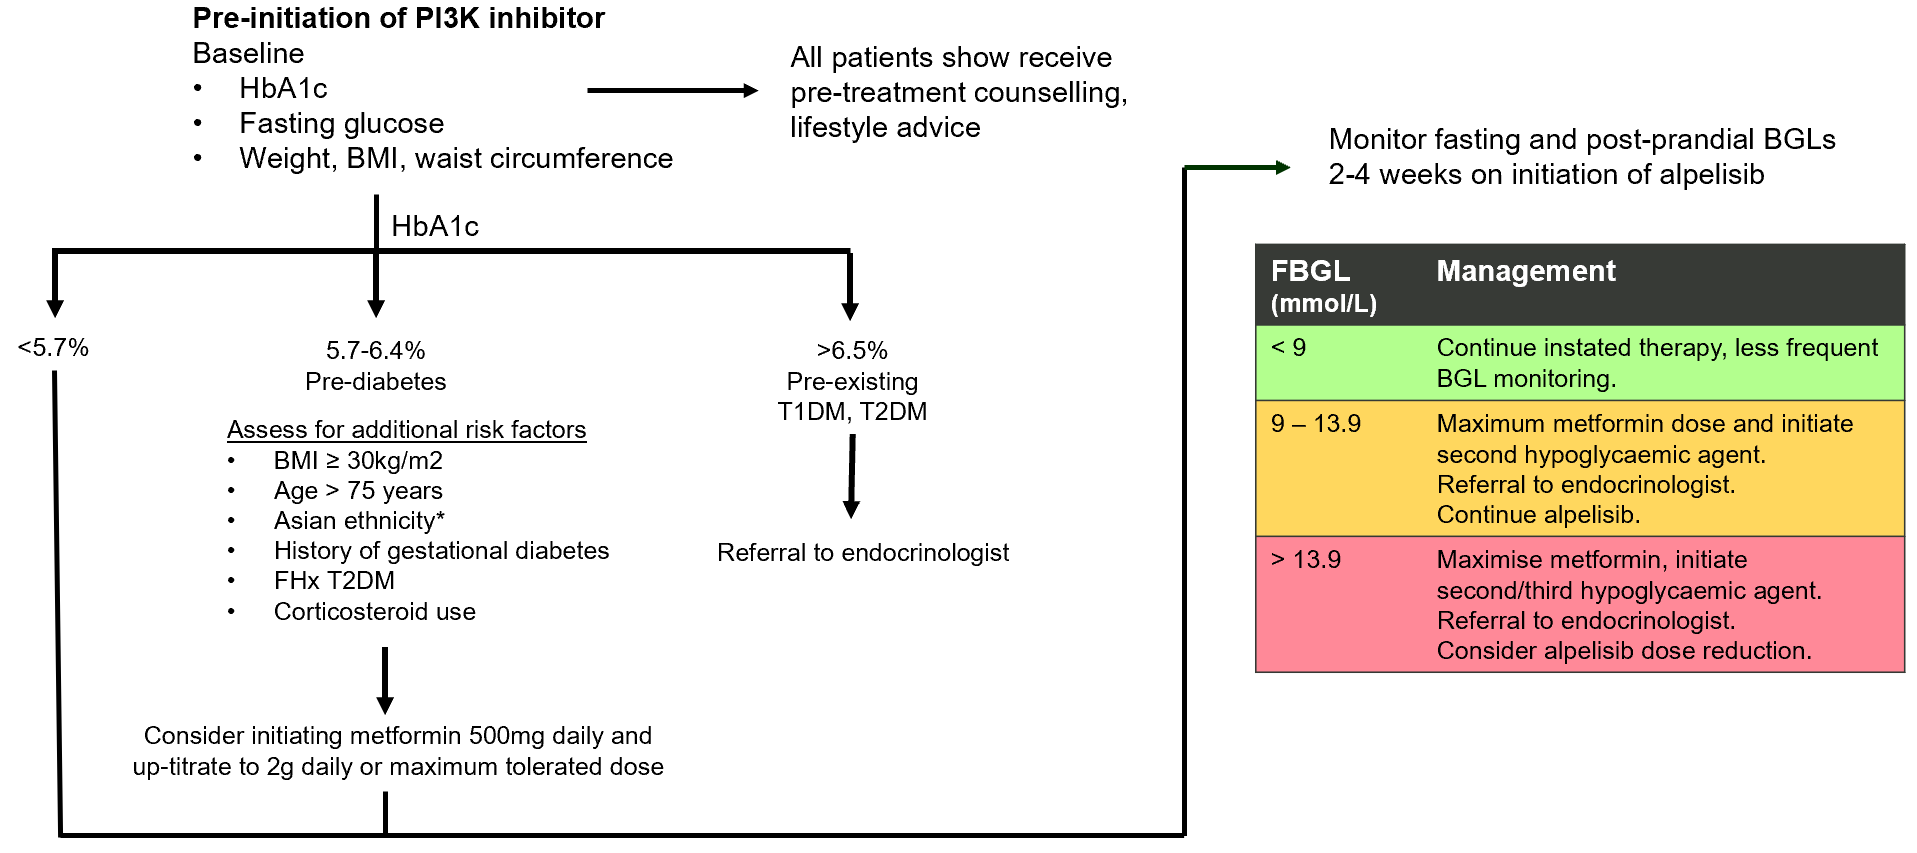 Pre-initiation of PI3K inhibitor
Baseline
• HbA1c
• Fasting glucose
• Weight, BMI, waist circumference
All patients show receive
pre-treatment counselling,
lifestyle advice
HbA1c
<5.7%
5.7-6.4%
Pre-diabetes
Assess for additional risk factors
• BMI ≥ 30kg/m2
• Age > 75 years
• Asian ethnicity*
• History of gestational diabetes
• FHx T2DM
• Corticosteroid use
Consider initiating metformin 500mg daily and
up-titrate to 2g daily or maximum tolerated dose
>6.5%
Pre-existing
T1DM, T2DM
Referral to endocrinologist
Monitor fasting and post-prandial BGLs
2-4 weeks on initiation of alpelisib
FBGL Management
(mmol/L)
< 9 Continue instated therapy, less frequent
BGL monitoring.
9 – 13.9 Maximum metformin dose and initiate
second hypoglycaemic agent.
Referral to endocrinologist.
Continue alpelisib.
> 13.9 Maximise metformin, initiate
second/third hypoglycaemic agent.
Referral to endocrinologist.
Consider alpelisib dose reduction.